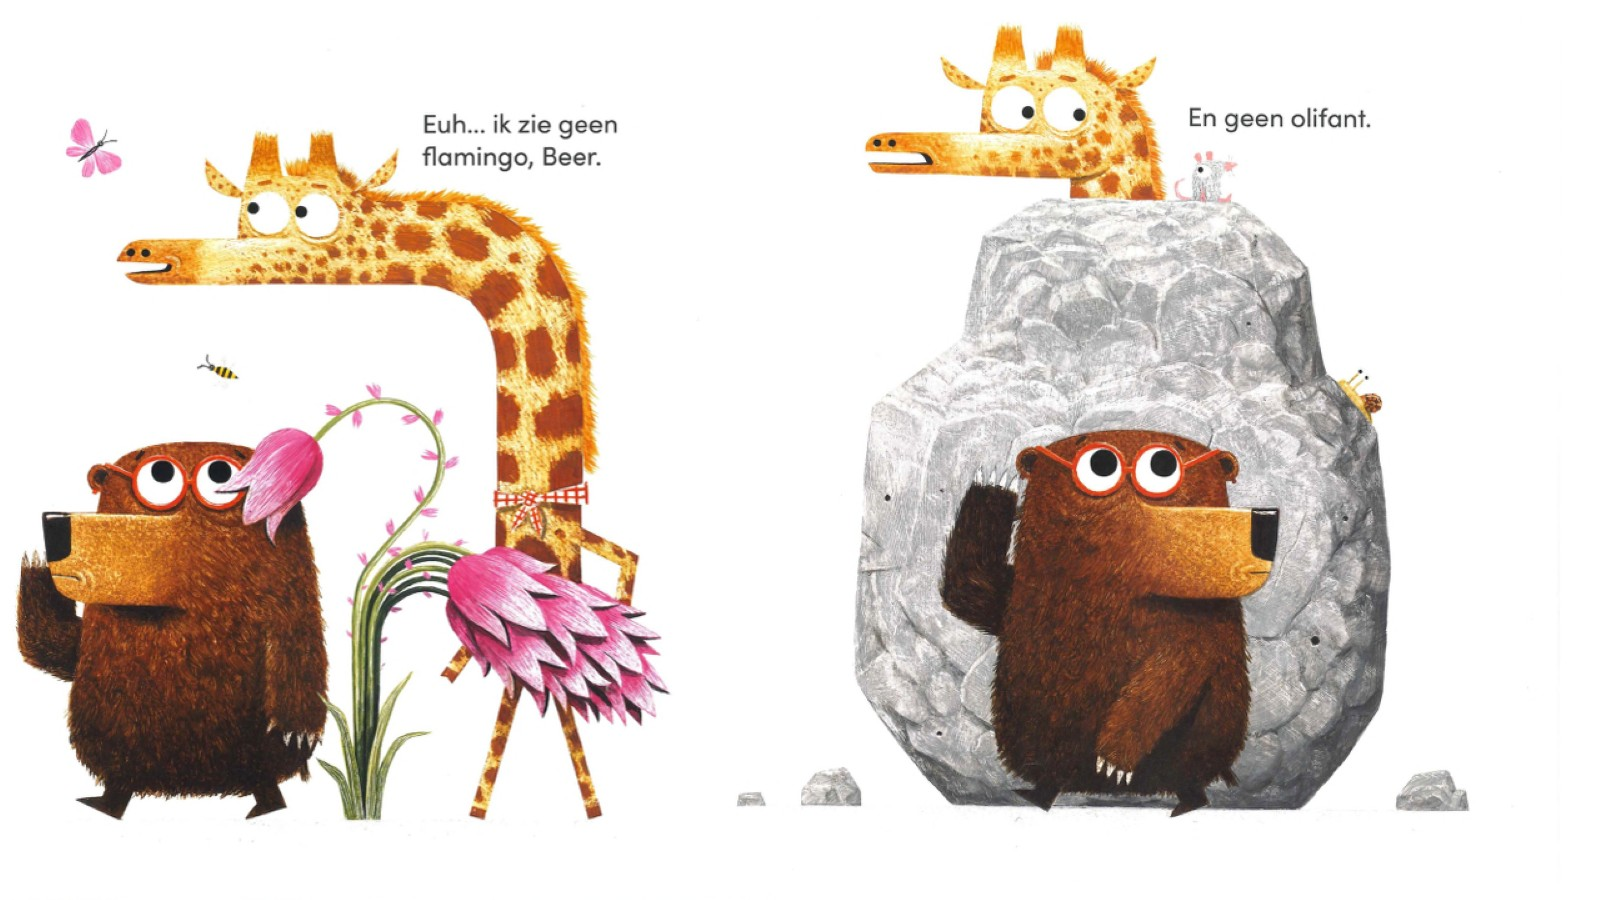 Euh... ik zie geen
flamingo, Beer.
En geen olifant.